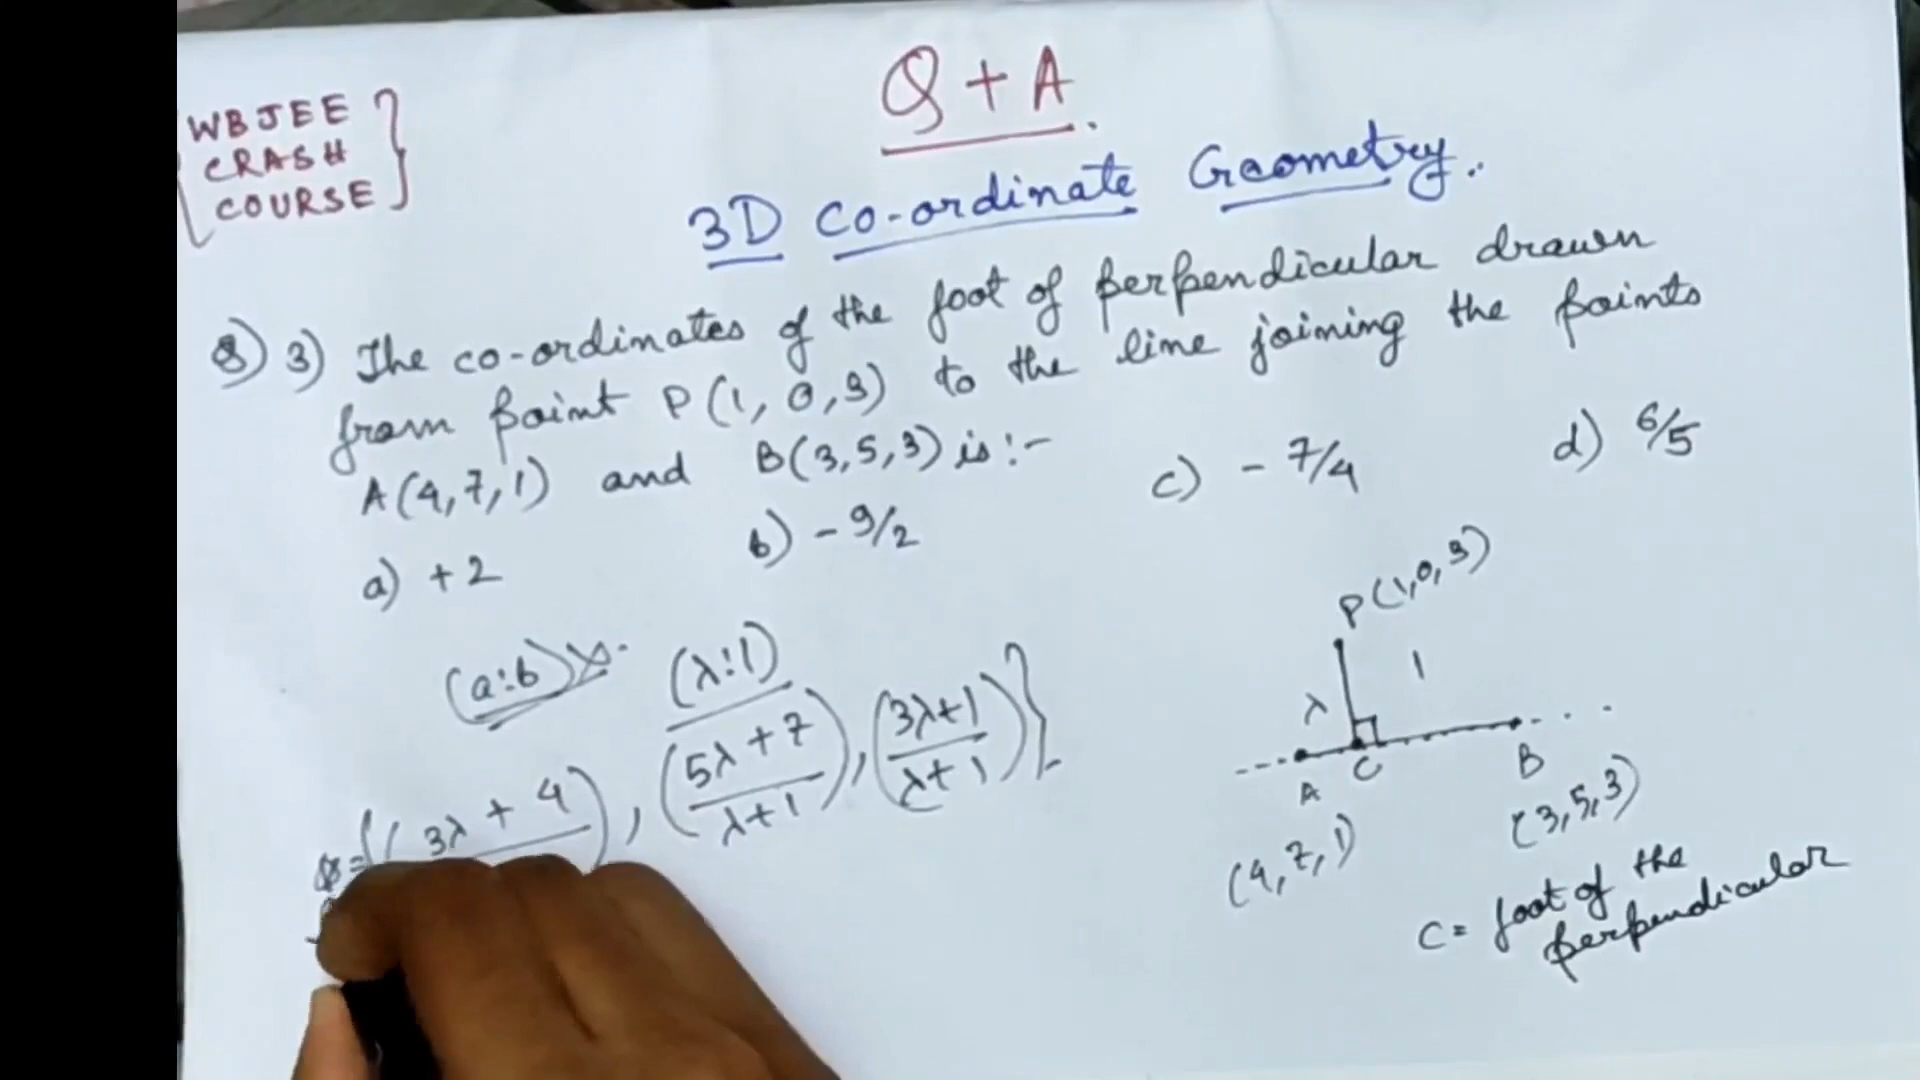 WBJEE
CRASH
COURSE
Q + A.
3D Co-ordinate Geometry.
3) The co-ordinates of the foot of perpendicular drawn
from point P(1, 0, 3) to the line joining the points
A(4, 7, 1) and B(3, 5, 3) is :-
a) +2 b) - 9/2 c) - 7/4 d) 6/5
(a:b) (λ:1)
(3λ + 4), (5λ + 7 / λ + 1), (3λ + 1 / λ + 1)}
P(1, 0, 3)
λ 1
A C B
(4, 7, 1) (3, 5, 3)
C = foot of the
perpendicular